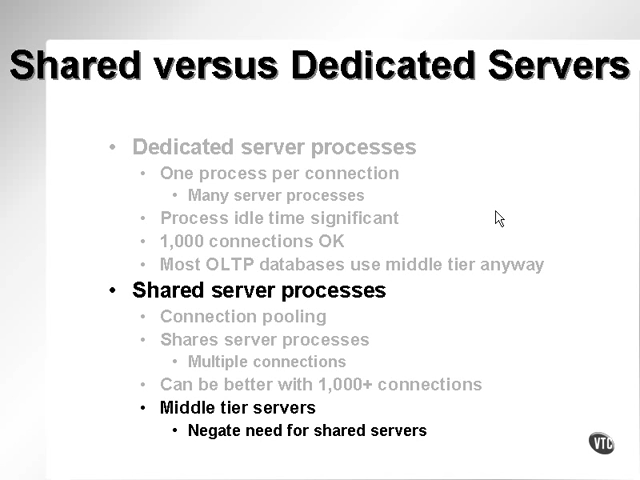 Shared versus Dedicated Servers
• Dedicated server processes
• One process per connection
• Many server processes
• Process idle time significant
• 1,000 connections OK
• Most OLTP databases use middle tier anyway
• Shared server processes
• Connection pooling
• Shares server processes
• Multiple connections
• Can be better with 1,000+ connections
• Middle tier servers
• Negate need for shared servers
VTC